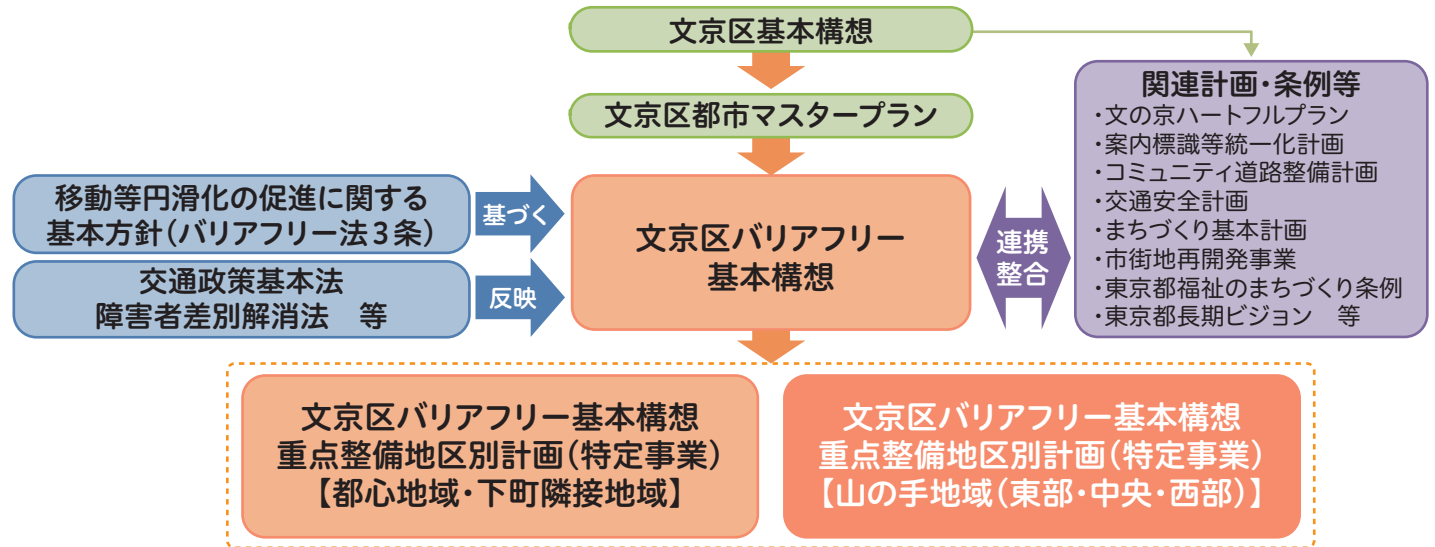 文京区基本構想
文京区都市マスタープラン
移動等円滑化の促進に関する
基本方針（バリアフリー法3条）
基づく
交通政策基本法
障害者差別解消法　等
反映
文京区バリアフリー
基本構想
連携
整合
関連計画・条例等
・文の京ハートフルプラン
・案内標識等統一化計画
・コミュニティ道路整備計画
・交通安全計画
・まちづくり基本計画
・市街地再開発事業
・東京都福祉のまちづくり条例
・東京都長期ビジョン　等
文京区バリアフリー基本構想
重点整備地区別計画（特定事業）
【都心地域・下町隣接地域】
文京区バリアフリー基本構想
重点整備地区別計画（特定事業）
【山の手地域（東部・中央・西部）】